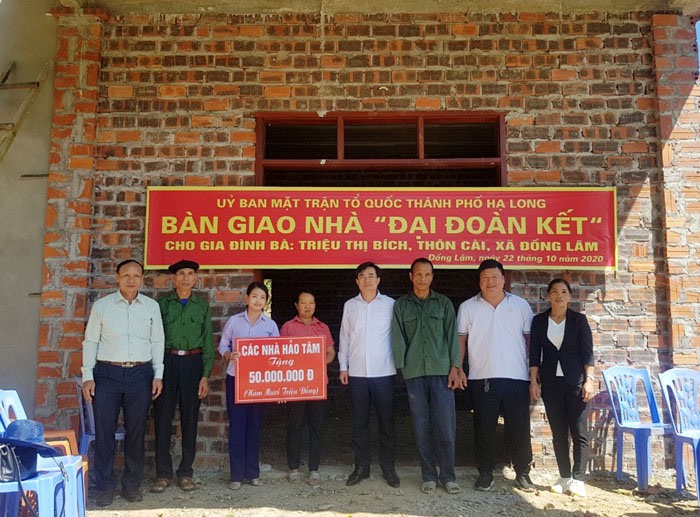 UỶ BAN MẶT TRẬN TỔ QUỐC THÀNH PHỐ HẠ LONG
BÀN GIAO NHÀ "ĐẠI ĐOÀN KẾT"
CHO GIA ĐÌNH BÀ: TRIỆU THỊ BÍCH, THÔN CÀI, XÃ ĐỒNG LÂM
Đồng Lâm, ngày 22 tháng 10 năm 2020
CÁC NHÀ HẢO TÂM
Tặng
50.000.000 Đ
(Năm Mươi Triệu Đồng)